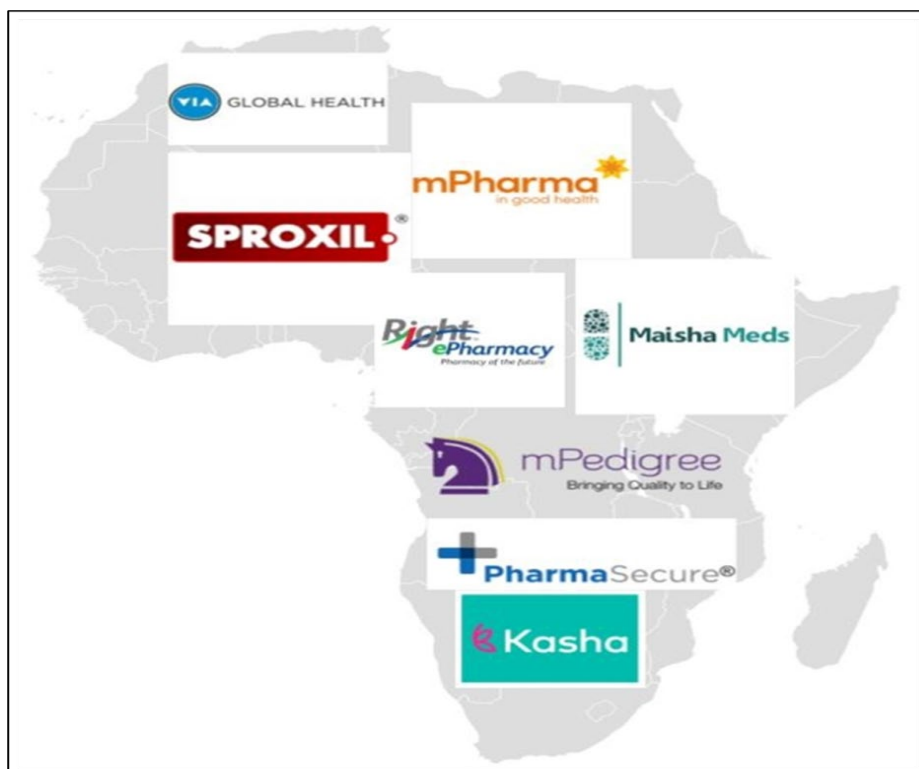 VIA GLOBAL HEALTH
mPharma
in good health
SPROXIL®
Right
ePharmacy
Pharmacy of the future
Maisha Meds
mPedigree
Bringing Quality to Life
PharmaSecure®
Kasha